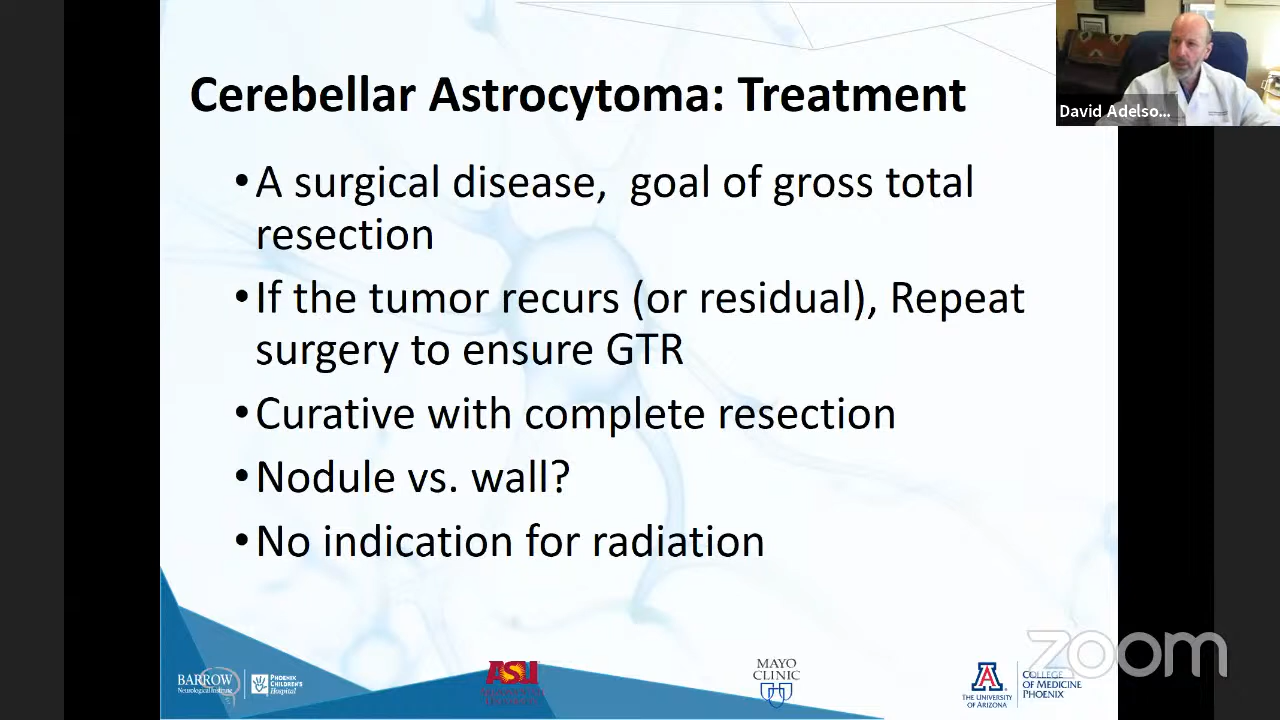 Cerebellar Astrocytoma: Treatment
David Adelso...
•A surgical disease, goal of gross total
resection
•If the tumor recurs (or residual), Repeat
surgery to ensure GTR
•Curative with complete resection
•Nodule vs. wall?
•No indication for radiation
zoom
BARROW
Neurological Institute
PHOENIX
CHILDREN'S
Hospital
ASU
MAYO
CLINIC
A
THE UNIVERSITY
OF ARIZONA
COLLEGE
OF MEDICINE
PHOENIX